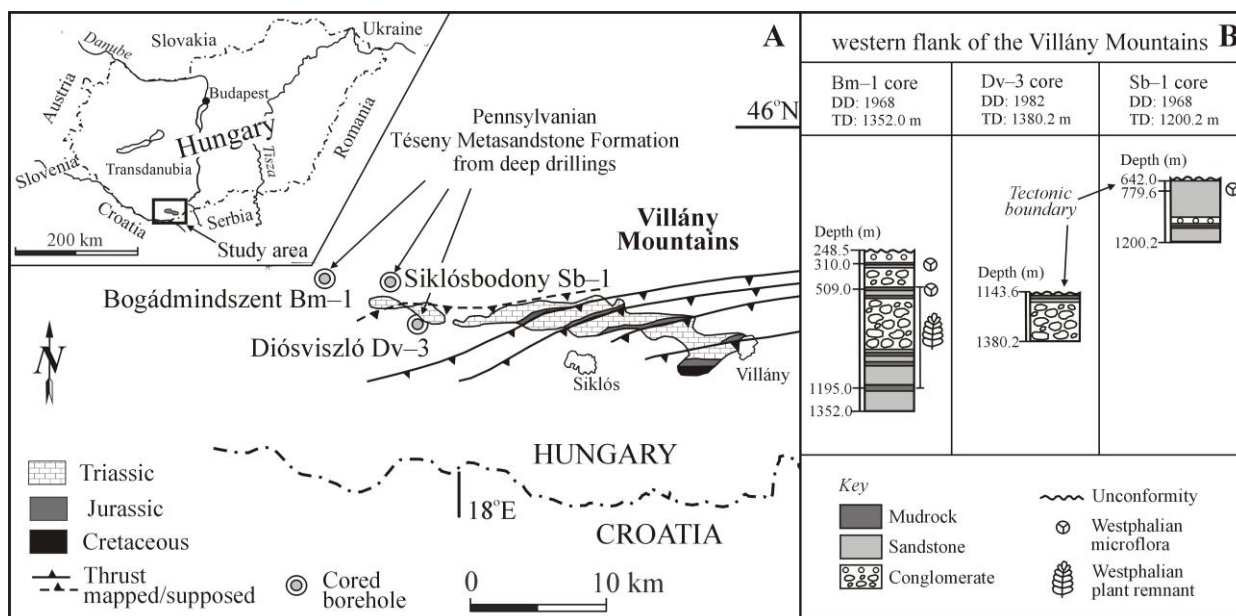 A
Danube
Slovakia
Ukraine
Austria
Budapest
Hungary
Romania
Tisza
Transdanubia
Slovenia
Croatia
Serbia
200 km
Study area
Pennsylvanian
Téseny Metasandstone Formation
from deep drillings
46°N
Villány
Mountains
Bogádmindszent Bm–1
Siklósbodony Sb–1
Diósviszló Dv–3
N
Siklós
Villány
HUNGARY
18°E
CROATIA
Triassic
Jurassic
Cretaceous
Thrust
mapped/supposed
Cored
borehole
0 10 km
western flank of the Villány Mountains B
Bm–1 core
DD: 1968
TD: 1352.0 m
Dv–3 core
DD: 1982
TD: 1380.2 m
Sb–1 core
DD: 1968
TD: 1200.2 m
Depth (m)
248.5
310.0
509.0
1195.0
1352.0
Tectonic
boundary
Depth (m)
1143.6
1380.2
Depth (m)
642.0
779.6
1200.2
Key
Mudrock
Sandstone
Conglomerate
Unconformity
Westphalian
microflora
Westphalian
plant remnant